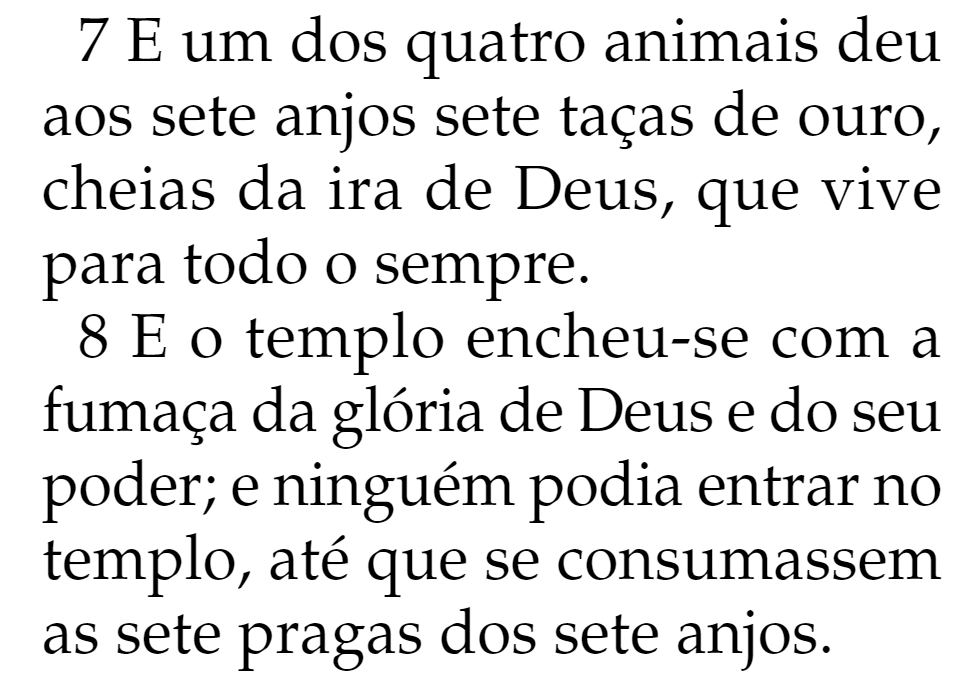 7 E um dos quatro animais deu
aos sete anjos sete taças de ouro,
cheias da ira de Deus, que vive
para todo o sempre.
8 E o templo encheu-se com a
fumaça da glória de Deus e do seu
poder; e ninguém podia entrar no
templo, até que se consumassem
as sete pragas dos sete anjos.